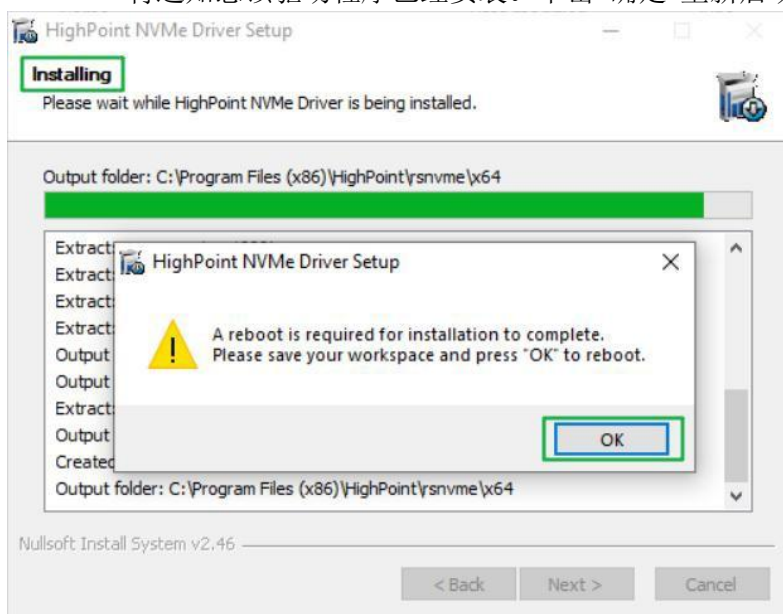 HighPoint NVMe Driver Setup
Installing
Please wait while HighPoint NVMe Driver is being installed.
Output folder: C:\Program Files (x86)\HighPoint\rsnvme\x64
Extract:
Extract:
Extract:
Extract:
Output
Output
Extract:
Output
Created
Output folder: C:\Program Files (x86)\HighPoint\rsnvme\x64
HighPoint NVMe Driver Setup
A reboot is required for installation to complete.
Please save your workspace and press "OK" to reboot.
OK
Nullsoft Install System v2.46
< Back Next > Cancel